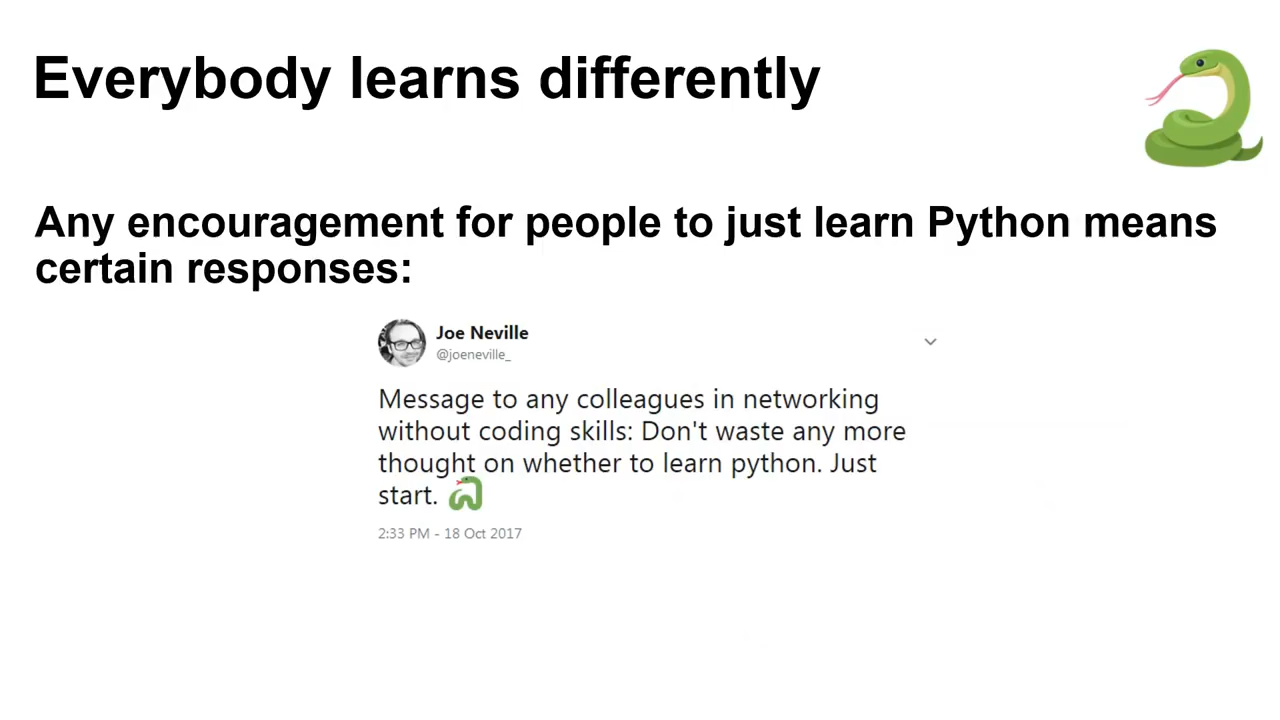 Everybody learns differently
Any encouragement for people to just learn Python means
certain responses:
Joe Neville
@joeneville_
Message to any colleagues in networking
without coding skills: Don't waste any more
thought on whether to learn python. Just
start.
2:33 PM - 18 Oct 2017